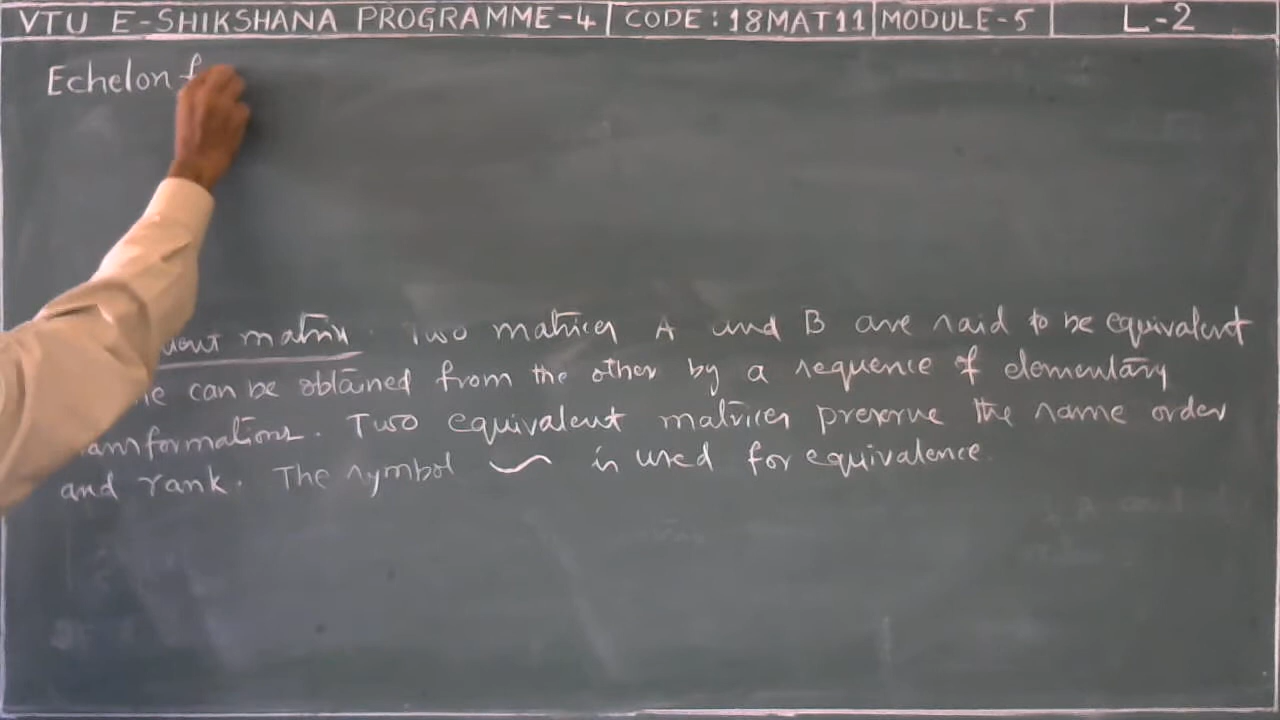 VTU E-SHIKSHANA PROGRAMME-4 | CODE: 18MAT11 | MODULE-5 | L-2
Echelon f
matrix. Two matrices A and B are said to be equivalent
can be obtained from the other by a sequence of elementary
ansformations. Two equivalent matrices preserve the same order
and rank. The symbol ~ is used for equivalence.